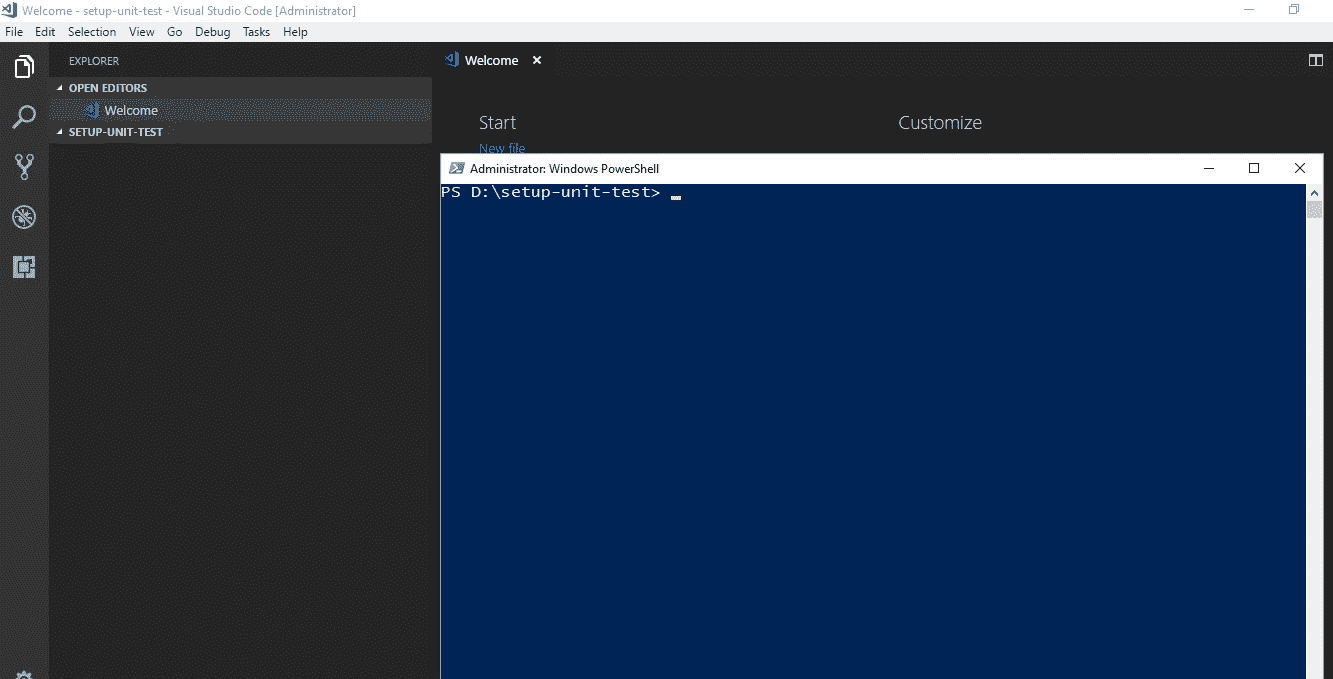 Welcome - setup-unit-test - Visual Studio Code [Administrator]
File Edit Selection View Go Debug Tasks Help
EXPLORER
OPEN EDITORS
Welcome
SETUP-UNIT-TEST
Welcome
Start
Customize
New file
Administrator: Windows PowerShell
PS D:\setup-unit-test>